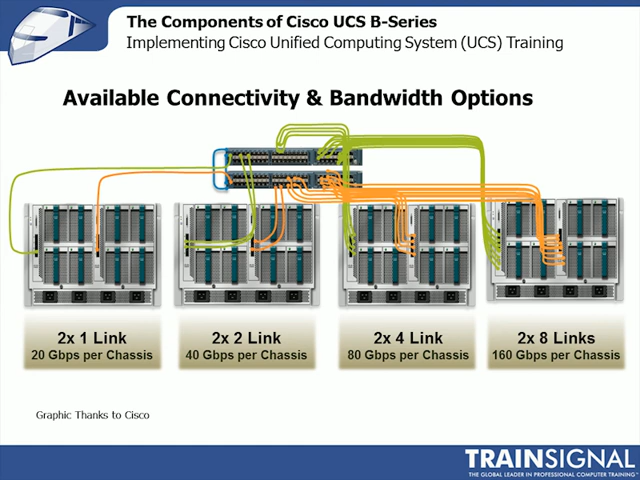 The Components of Cisco UCS B-Series
Implementing Cisco Unified Computing System (UCS) Training
Available Connectivity & Bandwidth Options
2x 1 Link
20 Gbps per Chassis
2x 2 Link
40 Gbps per Chassis
2x 4 Link
80 Gbps per Chassis
2x 8 Links
160 Gbps per Chassis
Graphic Thanks to Cisco
TRAINSIGNAL
THE GLOBAL LEADER IN PROFESSIONAL COMPUTER TRAINING™